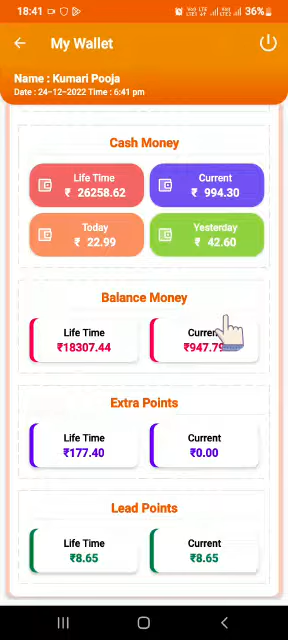 18:41 36%
My Wallet
Name : Kumari Pooja
Date : 24-12-2022 Time : 6:41 pm
Cash Money
Life Time Current
₹ 26258.62 ₹ 994.30
Today Yesterday
₹ 22.99 ₹ 42.60
Balance Money
Life Time Current
₹18307.44 ₹947.79
Extra Points
Life Time Current
₹177.40 ₹0.00
Lead Points
Life Time Current
₹8.65 ₹8.65